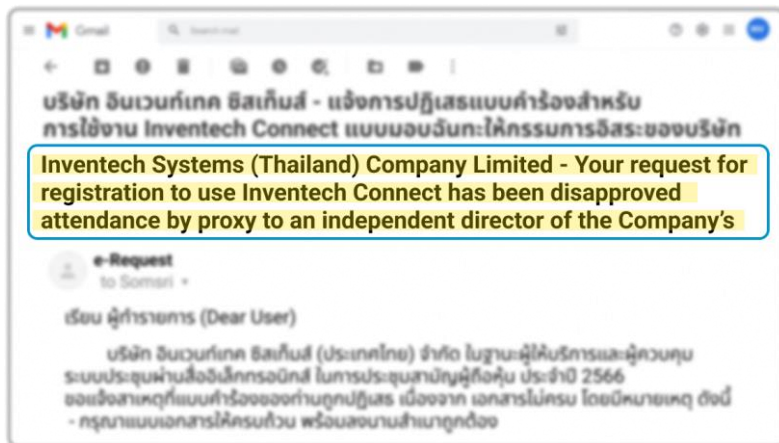 Gmail
Search mail
บริษัท อินเวนท์เทค ซิสเท็มส์ - แจ้งการปฏิเสธแบบคำร้องสำหรับ
การใช้งาน Inventech Connect แบบมอบฉันทะให้กรรมการอิสระของบริษัท
Inventech Systems (Thailand) Company Limited - Your request for
registration to use Inventech Connect has been disapproved
attendance by proxy to an independent director of the Company's
e-Request
to Somsri
เรียน ผู้ทำรายการ (Dear User)
บริษัท อินเวนท์เทค ซิสเท็มส์ (ประเทศไทย) จำกัด ในฐานะผู้ให้บริการและผู้ควบคุม
ระบบประชุมผ่านสื่ออิเล็กทรอนิกส์ ในการประชุมสามัญผู้ถือหุ้น ประจำปี 2566
ขอแจ้งสาเหตุที่แบบคำร้องของท่านถูกปฏิเสธ เนื่องจาก เอกสารไม่ครบ โดยมีหมายเหตุ ดังนี้
- กรุณาแนบเอกสารให้ครบถ้วน พร้อมลงนามสำเนาถูกต้อง